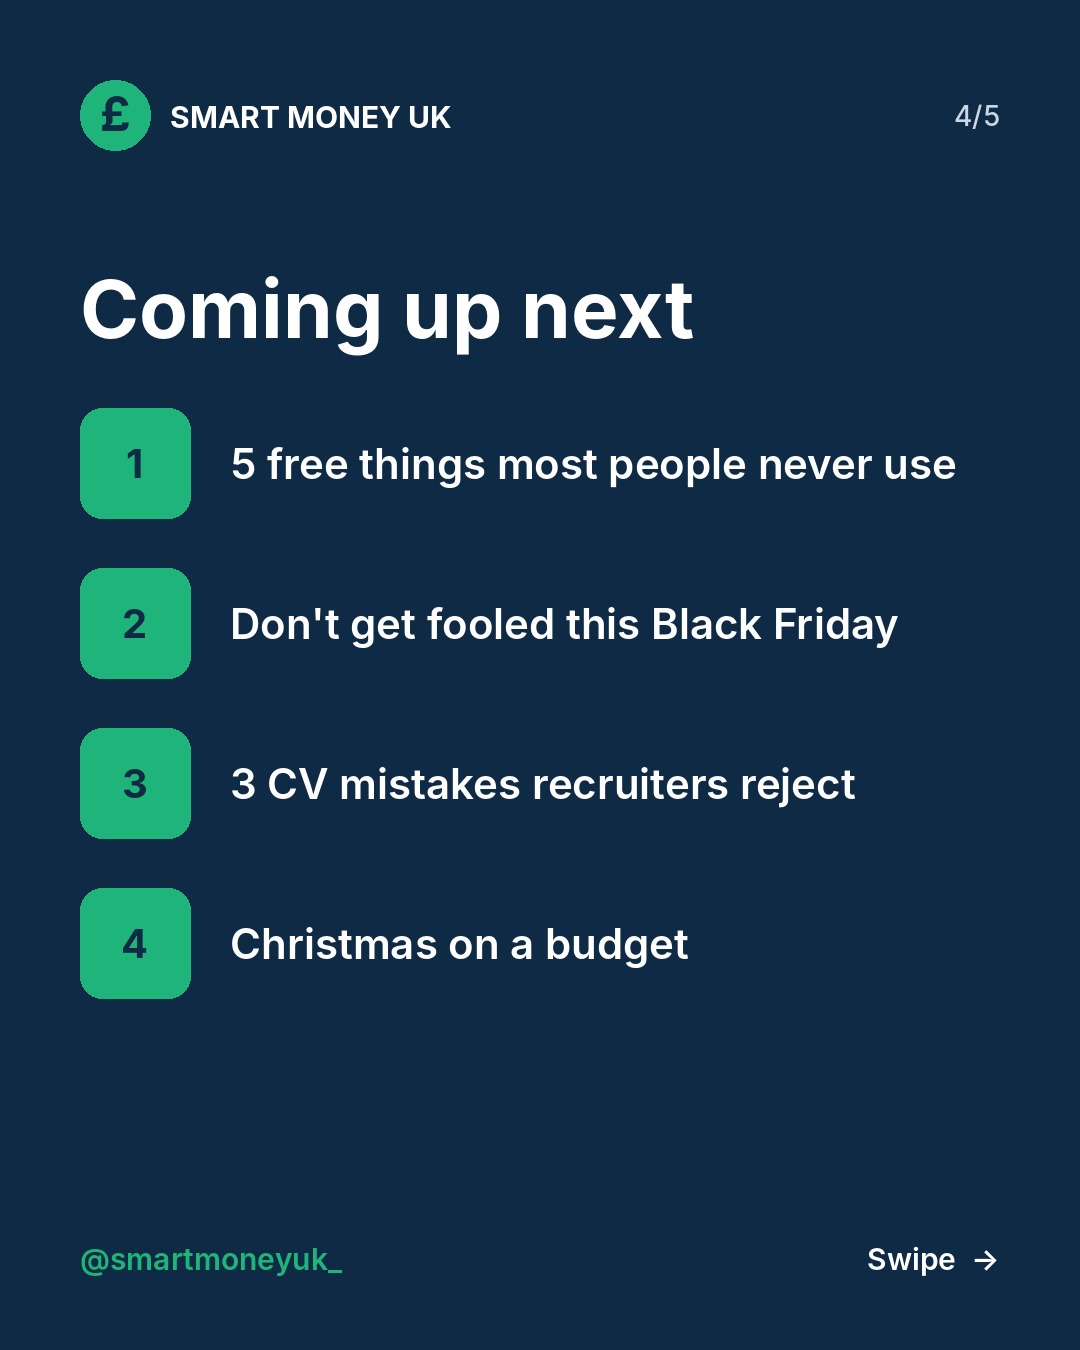 £ SMART MONEY UK
4/5
Coming up next
1 5 free things most people never use
2 Don't get fooled this Black Friday
3 3 CV mistakes recruiters reject
4 Christmas on a budget
@smartmoneyuk_
Swipe →